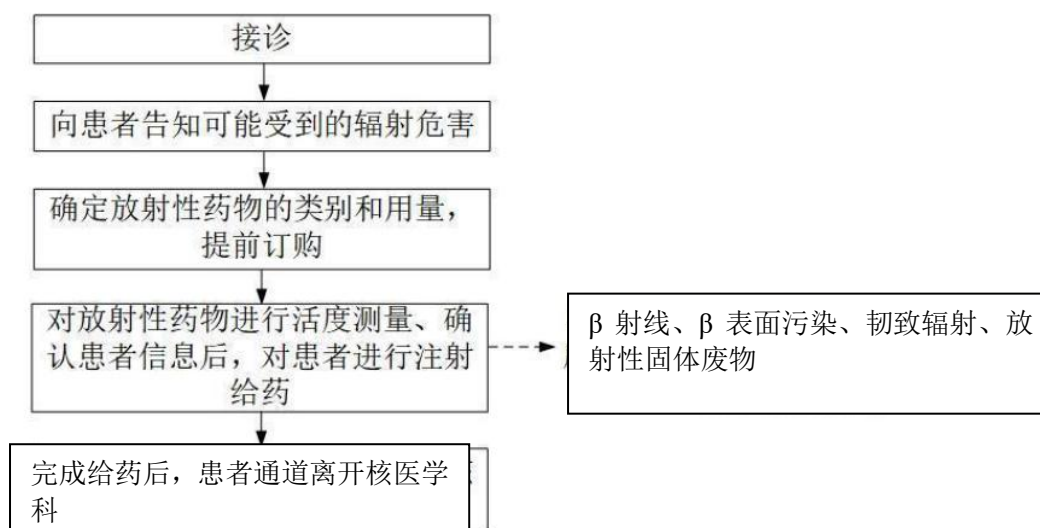 接诊
向患者告知可能受到的辐射危害
确定放射性药物的类别和用量，
提前订购
对放射性药物进行活度测量、确
认患者信息后，对患者进行注射
给药
β 射线、β 表面污染、韧致辐射、放
射性固体废物
完成给药后，患者通道离开核医学
科